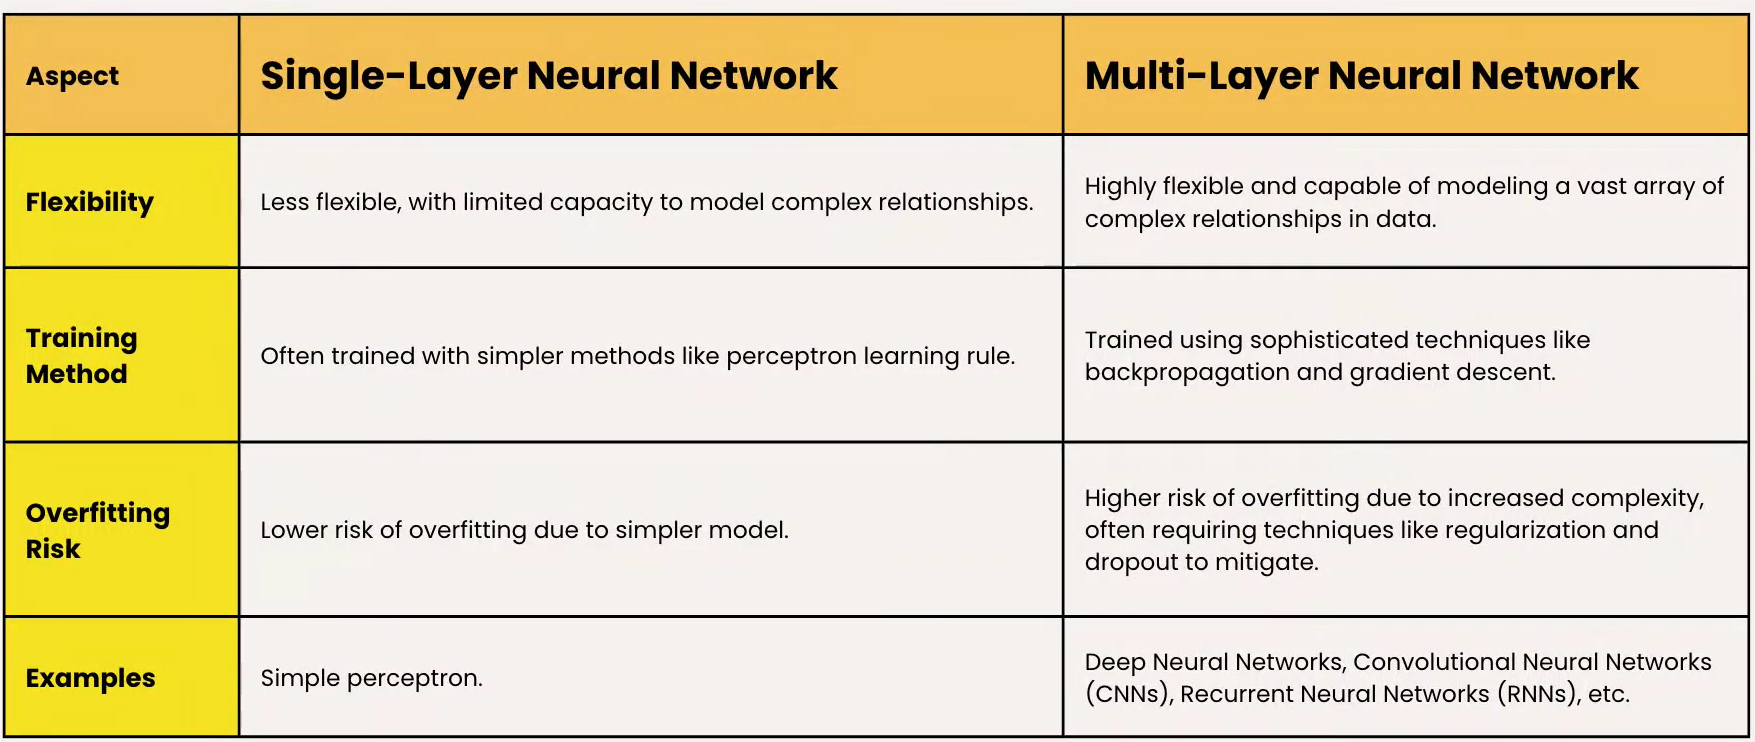 Aspect
Single-Layer Neural Network
Multi-Layer Neural Network
Flexibility
Less flexible, with limited capacity to model complex relationships.
Highly flexible and capable of modeling a vast array of
complex relationships in data.
Training
Method
Often trained with simpler methods like perceptron learning rule.
Trained using sophisticated techniques like
backpropagation and gradient descent.
Overfitting
Risk
Lower risk of overfitting due to simpler model.
Higher risk of overfitting due to increased complexity,
often requiring techniques like regularization and
dropout to mitigate.
Examples
Simple perceptron.
Deep Neural Networks, Convolutional Neural Networks
(CNNs), Recurrent Neural Networks (RNNs), etc.